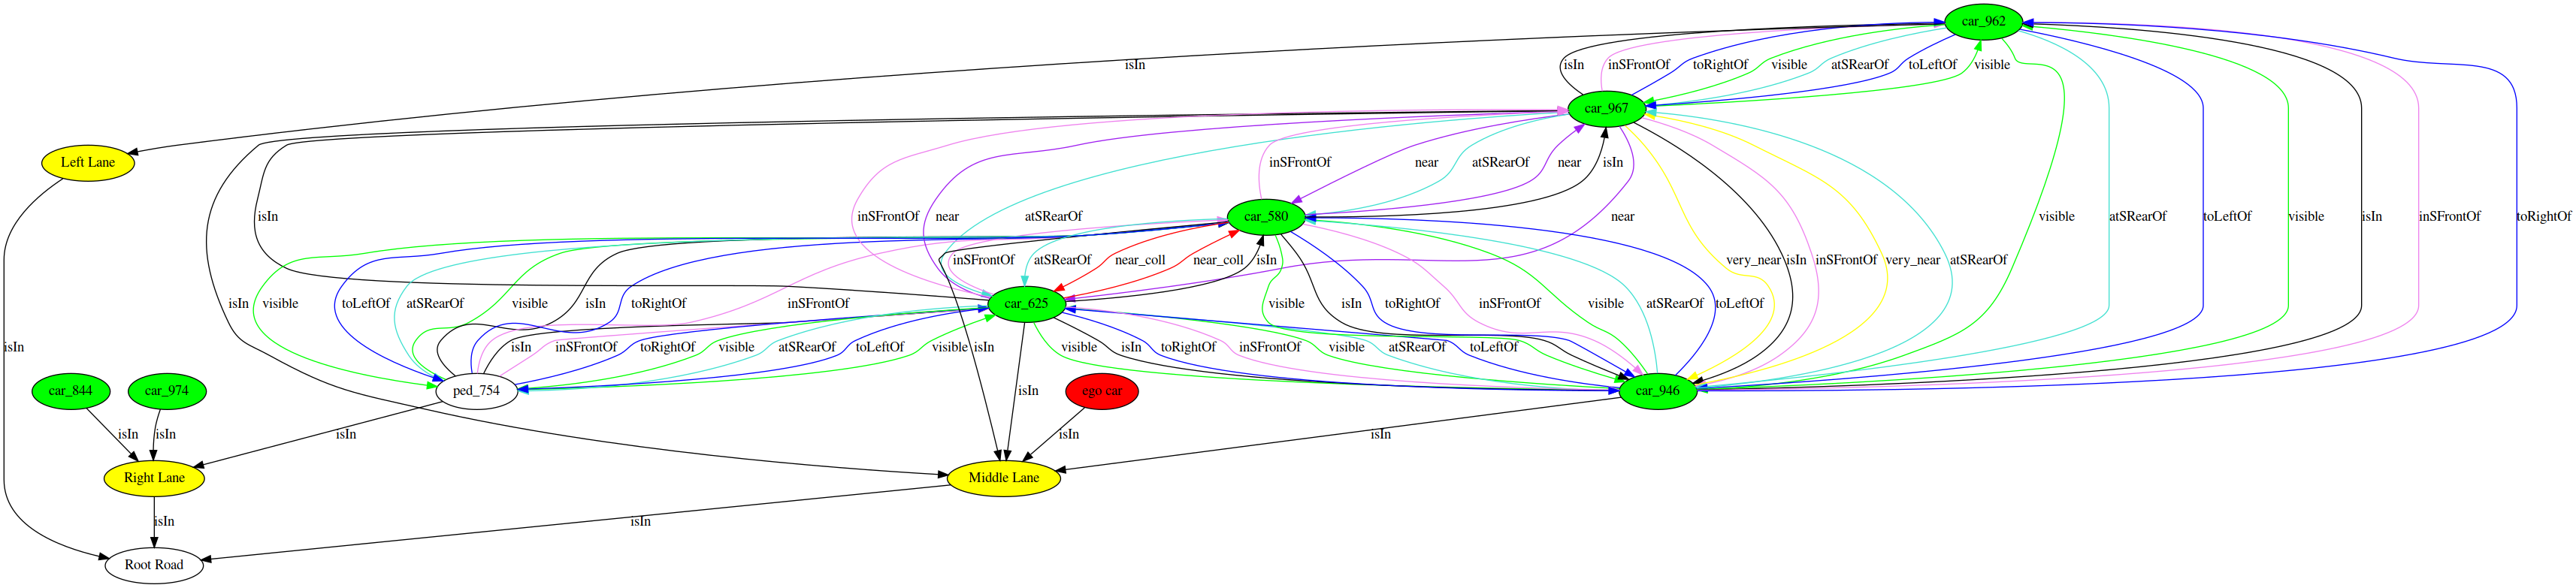 car_962
isIn
isIn inSFrontOf toRightOf visible atSRearOf toLeftOf visible
car_967
Left Lane inSFrontOf near atSRearOf near isIn
isIn inSFrontOf near atSRearOf car_580 near visible atSRearOf toLeftOf visible isIn inSFrontOf toRightOf
inSFrontOf atSRearOf near_coll near_coll isIn very_near isIn inSFrontOf very_near atSRearOf
isIn visible toLeftOf atSRearOf visible isIn toRightOf inSFrontOf car_625 visible isIn toRightOf inSFrontOf visible atSRearOf toLeftOf
isIn isIn inSFrontOf toRightOf visible atSRearOf toLeftOf visible isIn visible isIn toRightOf inSFrontOf visible atSRearOf toLeftOf
car_844 car_974 ped_754 isIn ego car car_946
isIn isIn isIn isIn isIn
Right Lane Middle Lane
isIn isIn
Root Road